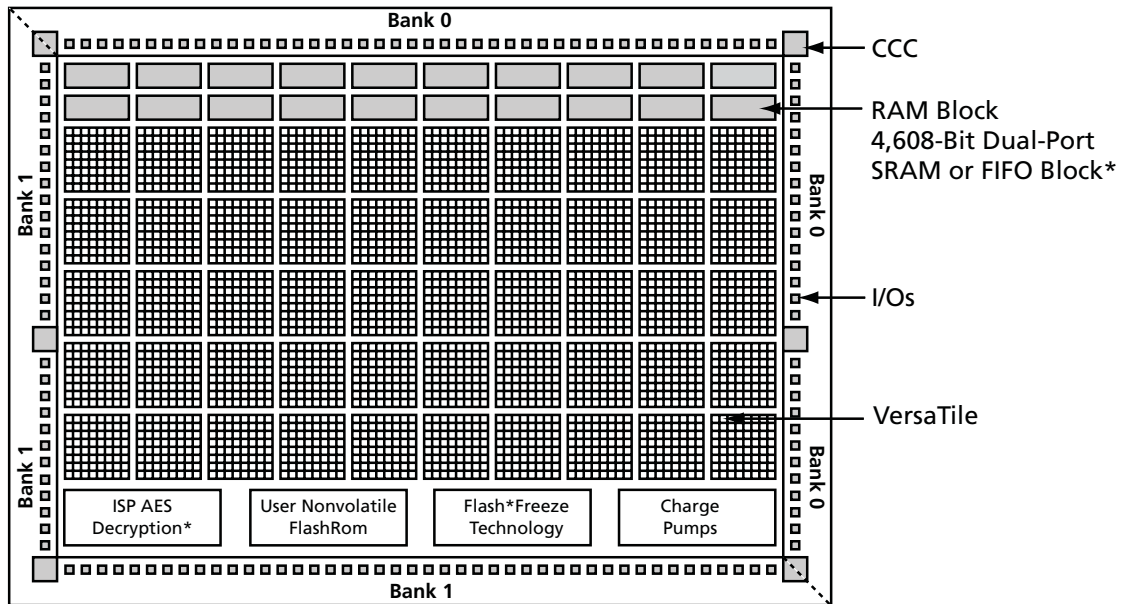 Bank 0
CCC
RAM Block
4,608-Bit Dual-Port
SRAM or FIFO Block*
Bank 1
Bank 0
I/Os
VersaTile
Bank 1
Bank 0
ISP AES
Decryption*
User Nonvolatile
FlashRom
Flash*Freeze
Technology
Charge
Pumps
Bank 1